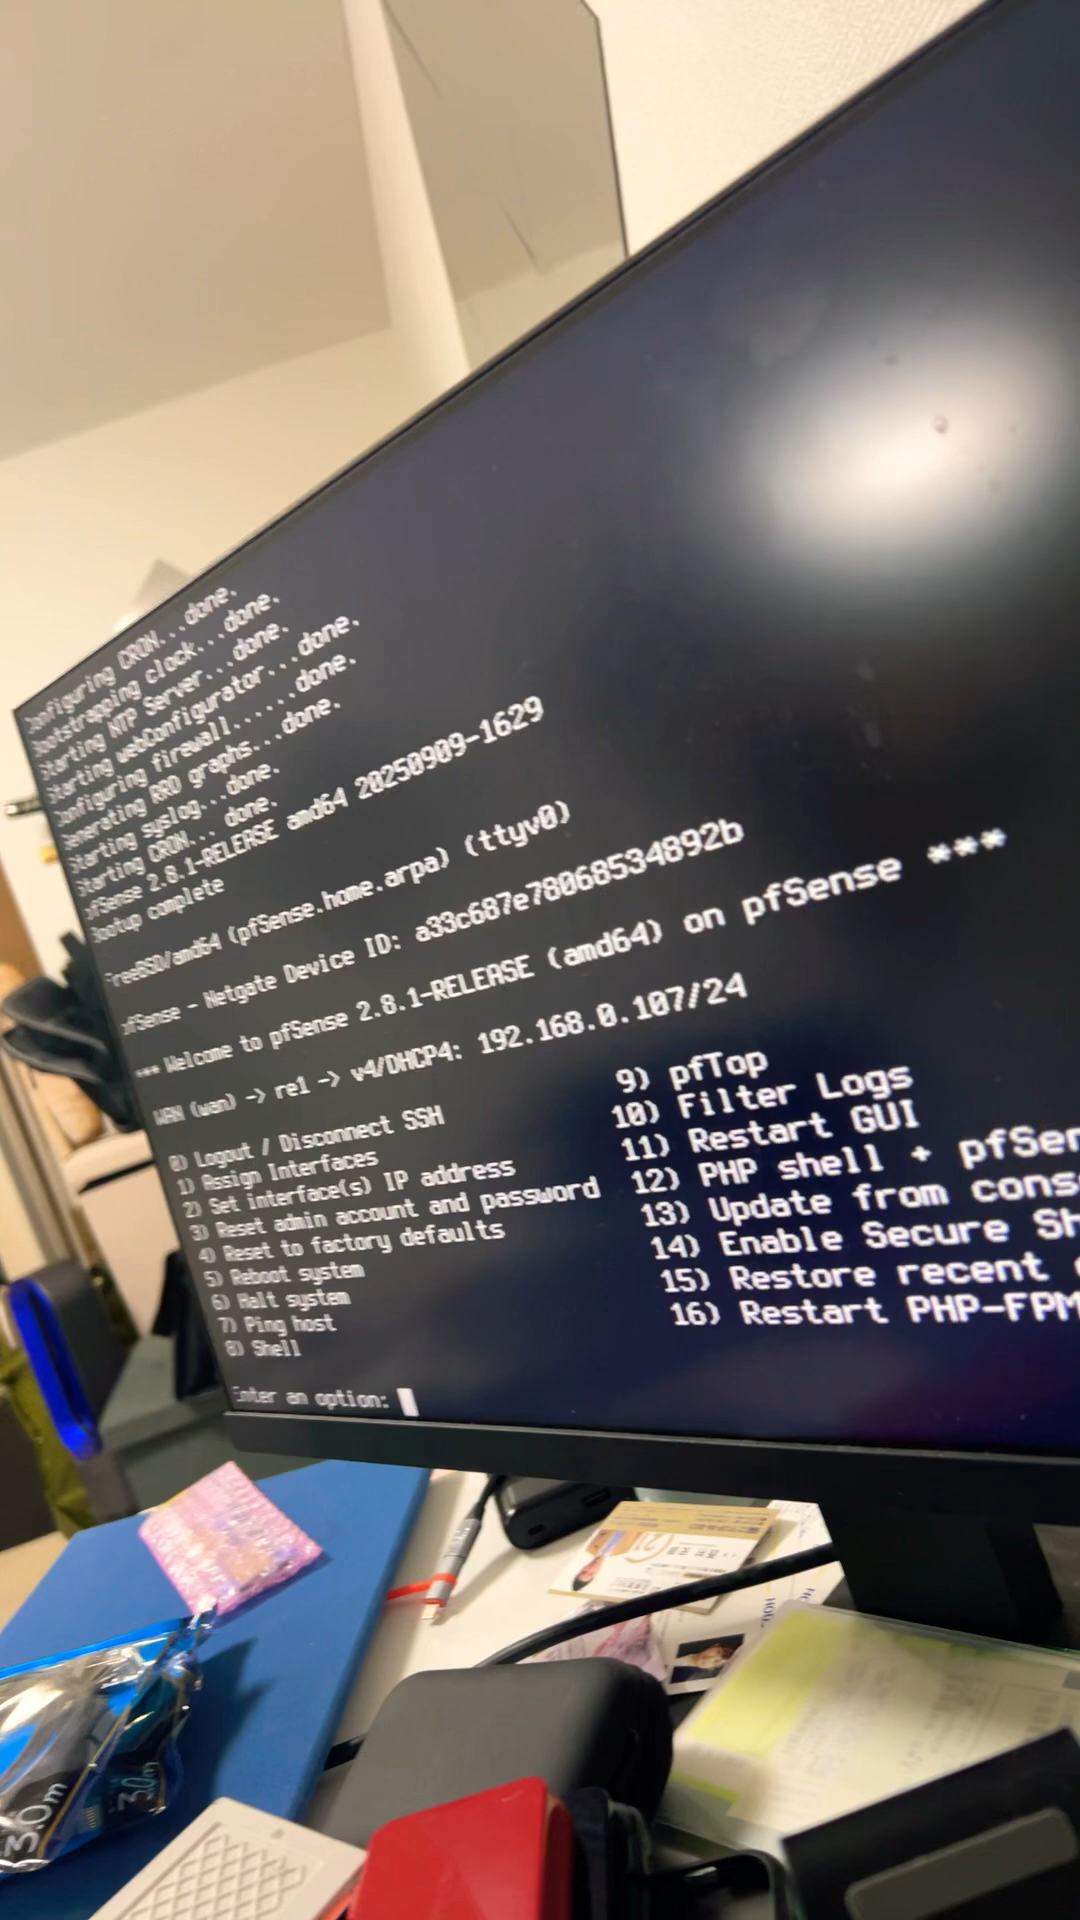 Configuring CRON...done.
Bootstrapping clock...done.
Starting NTP Server...done.
Starting webConfigurator...done.
Configuring firewall......done.
Generating RRD graphs...done.
Starting syslog...done.
Starting CRON... done.
pfSense 2.8.1-RELEASE amd64 20250909-1629
Bootup complete
FreeBSD/amd64 (pfSense.home.arpa) (ttyv0)
pfSense - Netgate Device ID: a33c687e78068534892b
*** Welcome to pfSense 2.8.1-RELEASE (amd64) on pfSense ***
WAN (wan) -> re1 -> v4/DHCP4: 192.168.0.107/24
0) Logout / Disconnect SSH
1) Assign Interfaces
2) Set interface(s) IP address
3) Reset admin account and password
4) Reset to factory defaults
5) Reboot system
6) Halt system
7) Ping host
8) Shell
9) pfTop
10) Filter Logs
11) Restart GUI
12) PHP shell + pfSen
13) Update from conso
14) Enable Secure Sh
15) Restore recent
16) Restart PHP-FPM
Enter an option:
3.0m
3.0m